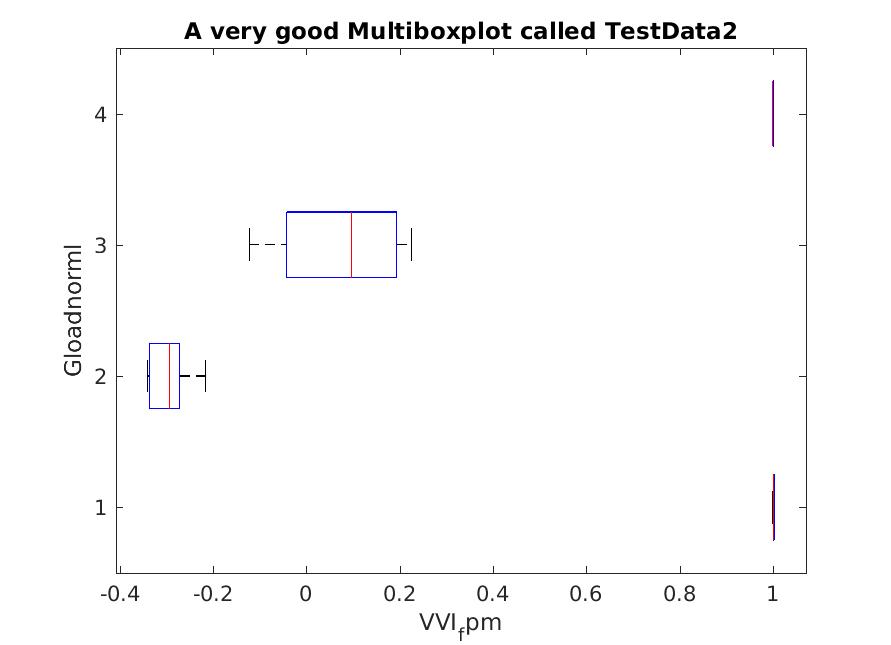 A very good Multiboxplot called TestData2
4
3
2
1
Gloadnorml
-0.4 -0.2 0 0.2 0.4 0.6 0.8 1
VVI_fpm